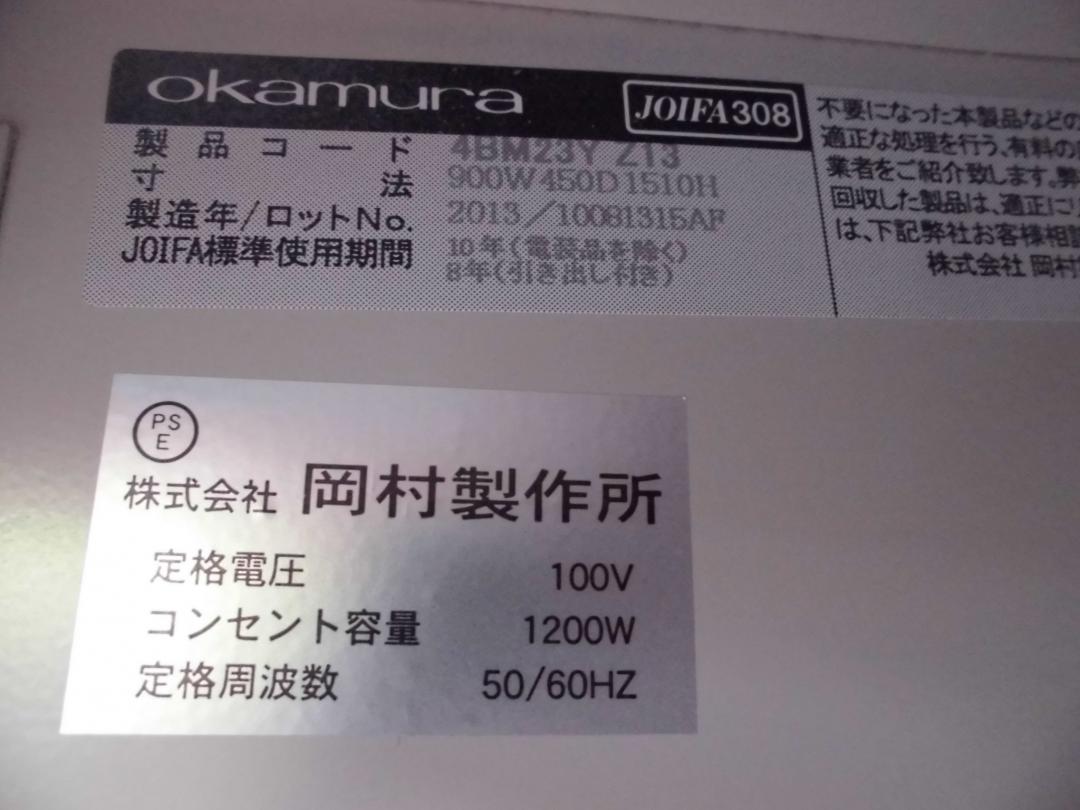 okamura
JOIFA308
製品コード 4BM23Y Z13
寸法 900W450D1510H
製造年/ロットNo. 2013/10081315AF
JOIFA標準使用期間 10年(電装品を除く)
8年(引き出し付き)
不要になった本製品などの
適正な処理を行う、有料の
業者をご紹介致します。弊
回収した製品は、適正に
は、下記弊社お客様相談
株式会社 岡村
PS
E
株式会社 岡村製作所
定格電圧 100V
コンセント容量 1200W
定格周波数 50/60HZ